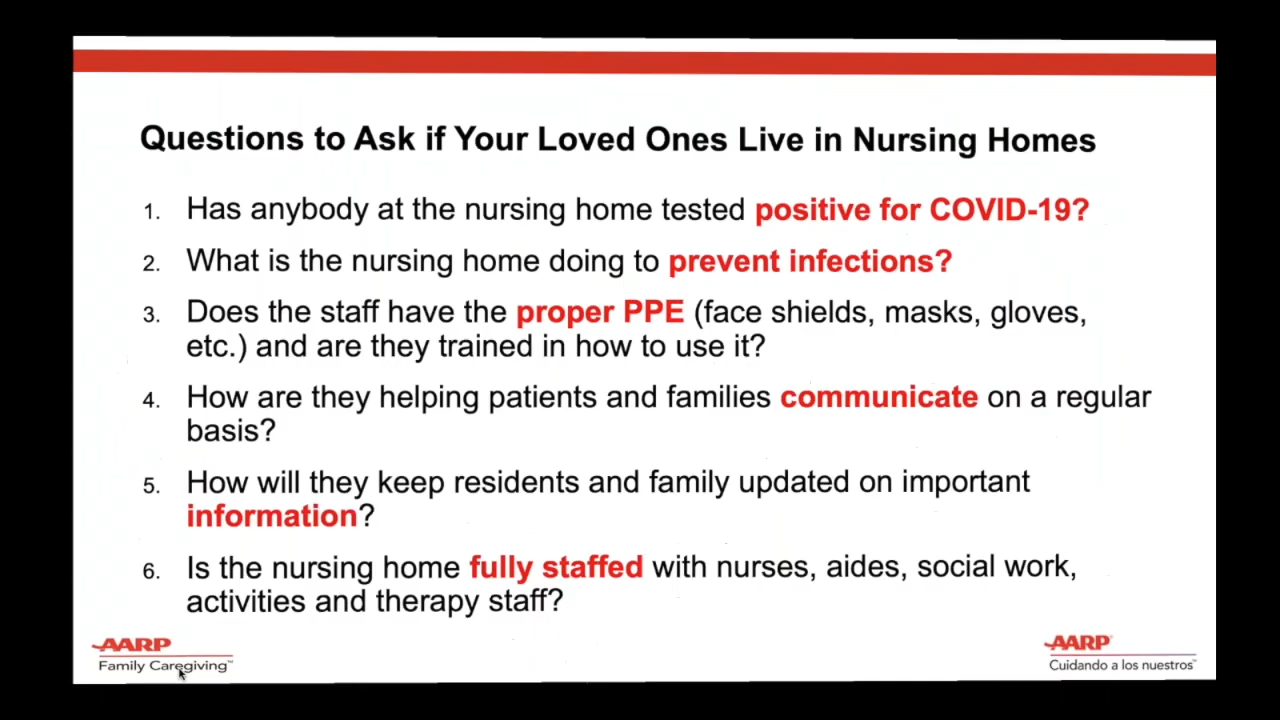 Questions to Ask if Your Loved Ones Live in Nursing Homes
1. Has anybody at the nursing home tested positive for COVID-19?
2. What is the nursing home doing to prevent infections?
3. Does the staff have the proper PPE (face shields, masks, gloves,
etc.) and are they trained in how to use it?
4. How are they helping patients and families communicate on a regular
basis?
5. How will they keep residents and family updated on important
information?
6. Is the nursing home fully staffed with nurses, aides, social work,
activities and therapy staff?
AARP
Family Caregiving™
AARP®
Cuidando a los nuestros™